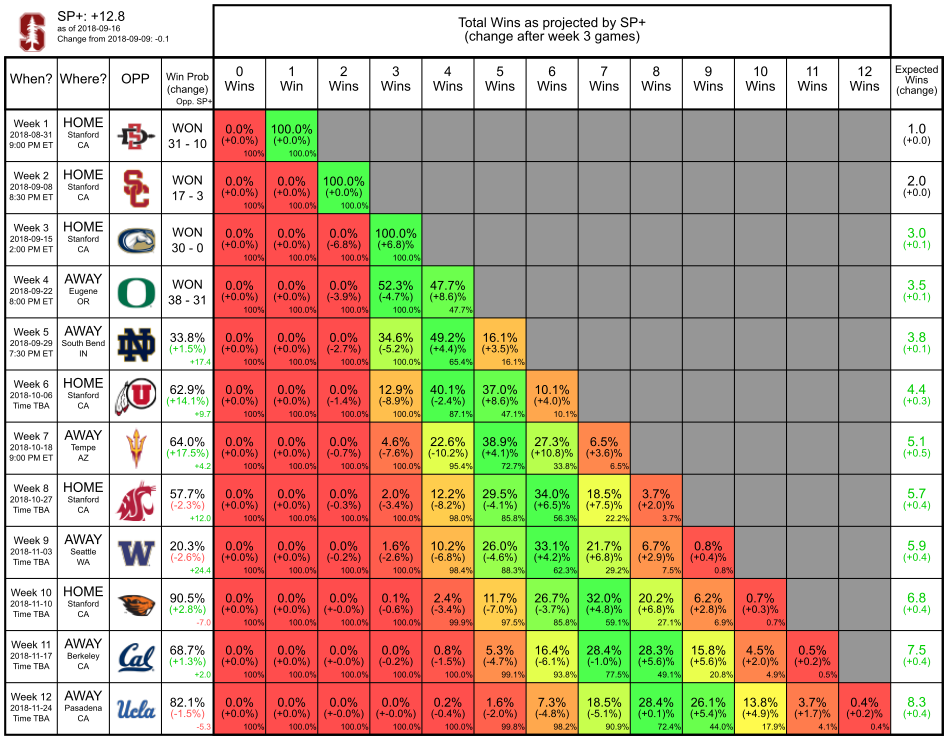 SP+: +12.8
as of 2018-09-16
Change from 2018-09-09: -0.1
Total Wins as projected by SP+
(change after week 3 games)
When? Where? OPP Win Prob (change) Opp. SP+ 0 Wins 1 Win 2 Wins 3 Wins 4 Wins 5 Wins 6 Wins 7 Wins 8 Wins 9 Wins 10 Wins 11 Wins 12 Wins Expected Wins (change)
Week 1 HOME WON 0.0% 100.0% 1.0
2018-08-31 Stanford SD (+0.0%) (+0.0%) (+0.0)
9:00 PM ET CA 31 - 10 100% 100.0%
Week 2 HOME WON 0.0% 0.0% 100.0% 2.0
2018-09-08 Stanford SC (+0.0%) (+0.0%) (+0.0%) (+0.0)
8:30 PM ET CA 17 - 3 100% 100.0% 100.0%
Week 3 HOME WON 0.0% 0.0% 0.0% 100.0% 3.0
2018-09-15 Stanford (+0.0%) (+0.0%) (-6.8%) (+6.8)% (+0.1)
2:00 PM ET CA 30 - 0 100% 100.0% 100.0% 100.0%
Week 4 AWAY WON 0.0% 0.0% 0.0% 52.3% 47.7% 3.5
2018-09-22 Eugene O (+0.0%) (+0.0%) (-3.9%) (-4.7%) (+8.6)% (+0.1)
8:00 PM ET OR 38 - 31 100% 100.0% 100.0% 100.0% 47.7%
Week 5 AWAY 33.8% 0.0% 0.0% 0.0% 34.6% 49.2% 16.1% 3.8
2018-09-29 South Bend ND (+1.5%) (+0.0%) (+0.0%) (-2.7%) (-5.2%) (+4.4)% (+3.5)% (+0.1)
7:30 PM ET IN +17.4 100% 100.0% 100.0% 100.0% 65.4% 16.1%
Week 6 HOME 62.9% 0.0% 0.0% 0.0% 12.9% 40.1% 37.0% 10.1% 4.4
2018-10-06 Stanford U (+14.1%) (+0.0%) (+0.0%) (-1.4%) (-8.9%) (-2.4%) (+8.6)% (+4.0)% (+0.3)
Time TBA CA +9.7 100% 100.0% 100.0% 100.0% 87.1% 47.1% 10.1%
Week 7 AWAY 64.0% 0.0% 0.0% 0.0% 4.6% 22.6% 38.9% 27.3% 6.5% 5.1
2018-10-18 Tempe (+17.5%) (+0.0%) (+0.0%) (-0.7%) (-7.6%) (-10.2%) (+4.1)% (+10.8)% (+3.6)% (+0.5)
9:00 PM ET AZ +4.2 100% 100.0% 100.0% 100.0% 95.4% 72.7% 33.8% 6.5%
Week 8 HOME 57.7% 0.0% 0.0% 0.0% 2.0% 12.2% 29.5% 34.0% 18.5% 3.7% 5.7
2018-10-27 Stanford (-2.3%) (+0.0%) (+0.0%) (-0.3%) (-3.4%) (-8.2%) (-4.1%) (+6.5)% (+7.5)% (+2.0)% (+0.4)
Time TBA CA +12.0 100% 100.0% 100.0% 100.0% 98.0% 85.8% 56.3% 22.2% 3.7%
Week 9 AWAY 20.3% 0.0% 0.0% 0.0% 1.6% 10.2% 26.0% 33.1% 21.7% 6.7% 0.8% 5.9
2018-11-03 Seattle W (-2.6%) (+0.0%) (+0.0%) (-0.2%) (-2.6%) (-6.8%) (-4.6%) (+4.2)% (+6.8)% (+2.9)% (+0.4)% (+0.4)
Time TBA WA +24.4 100% 100.0% 100.0% 100.0% 98.4% 88.3% 62.3% 29.2% 7.5% 0.8%
Week 10 HOME 90.5% 0.0% 0.0% 0.0% 0.1% 2.4% 11.7% 26.7% 32.0% 20.2% 6.2% 0.7% 6.8
2018-11-10 Stanford (+2.8%) (+0.0%) (+0.0%) (+-0.0%) (-0.6%) (-3.4%) (-7.0%) (-3.7%) (+4.8)% (+6.8)% (+2.8)% (+0.3)% (+0.4)
Time TBA CA -7.0 100% 100.0% 100.0% 100.0% 99.9% 97.5% 85.8% 59.1% 27.1% 6.9% 0.7%
Week 11 AWAY 68.7% 0.0% 0.0% 0.0% 0.0% 0.8% 5.3% 16.4% 28.4% 28.3% 15.8% 4.5% 0.5% 7.5
2018-11-17 Berkeley Cal (+1.3%) (+0.0%) (+0.0%) (+-0.0%) (-0.2%) (-1.5%) (-4.7%) (-6.1%) (-1.0%) (+5.6)% (+5.6)% (+2.0)% (+0.2)% (+0.4)
Time TBA CA +2.0 100% 100.0% 100.0% 100.0% 100.0% 99.1% 93.8% 77.5% 49.1% 20.8% 4.9% 0.5%
Week 12 AWAY 82.1% 0.0% 0.0% 0.0% 0.0% 0.2% 1.6% 7.3% 18.5% 28.4% 26.1% 13.8% 3.7% 0.4% 8.3
2018-11-24 Pasadena Ucla (-1.5%) (+0.0%) (+0.0%) (+0.0%) (+0.0%) (-0.4%) (-2.0%) (-4.8%) (-5.1%) (+0.1)% (+5.4)% (+4.9)% (+1.7)% (+0.2)% (+0.4)
Time TBA CA -5.3 100% 100.0% 100.0% 100.0% 100.0% 99.8% 98.2% 90.9% 72.4% 44.0% 17.9% 4.1% 0.4%